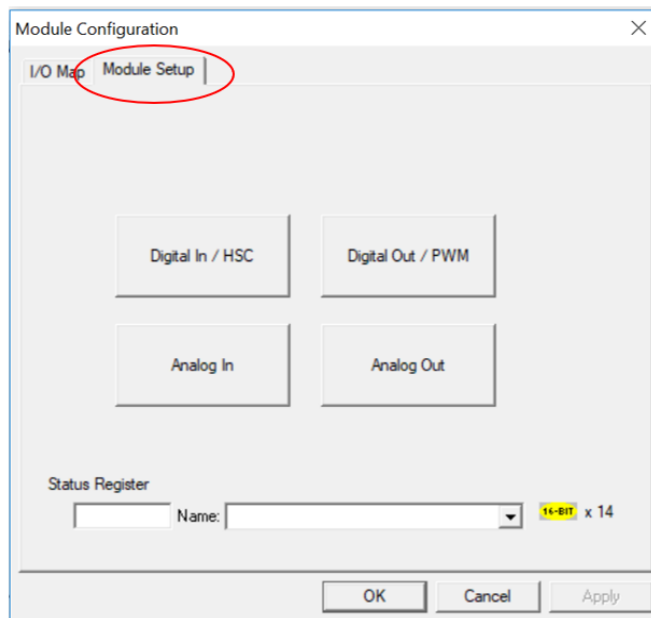 Module Configuration
I/O Map Module Setup
Digital In / HSC Digital Out / PWM
Analog In Analog Out
Status Register
Name: 16-BIT x 14
OK Cancel Apply